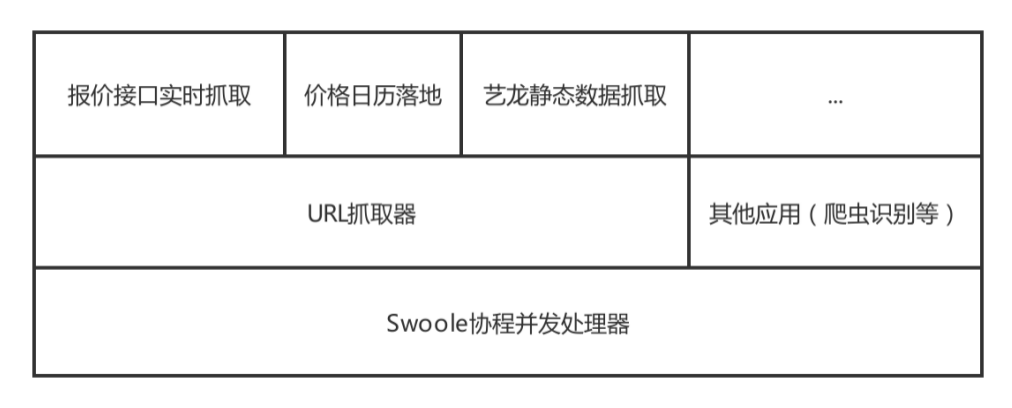 报价接口实时抓取
价格日历落地
艺龙静态数据抓取
...
URL抓取器
其他应用（爬虫识别等）
Swoole协程并发处理器